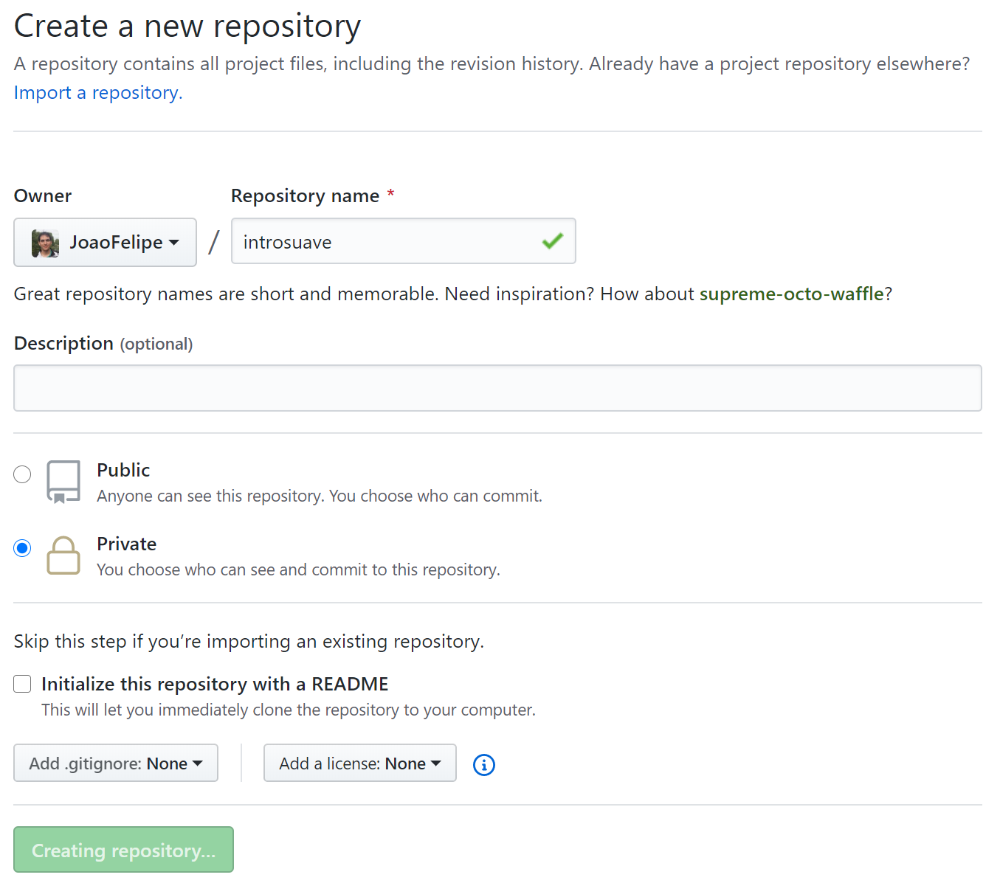 Create a new repository
A repository contains all project files, including the revision history. Already have a project repository elsewhere?
Import a repository.
Owner
Repository name *
JoaoFelipe
/
introsuave
Great repository names are short and memorable. Need inspiration? How about supreme-octo-waffle?
Description (optional)
Public
Anyone can see this repository. You choose who can commit.
Private
You choose who can see and commit to this repository.
Skip this step if you’re importing an existing repository.
Initialize this repository with a README
This will let you immediately clone the repository to your computer.
Add .gitignore: None
Add a license: None
Creating repository...